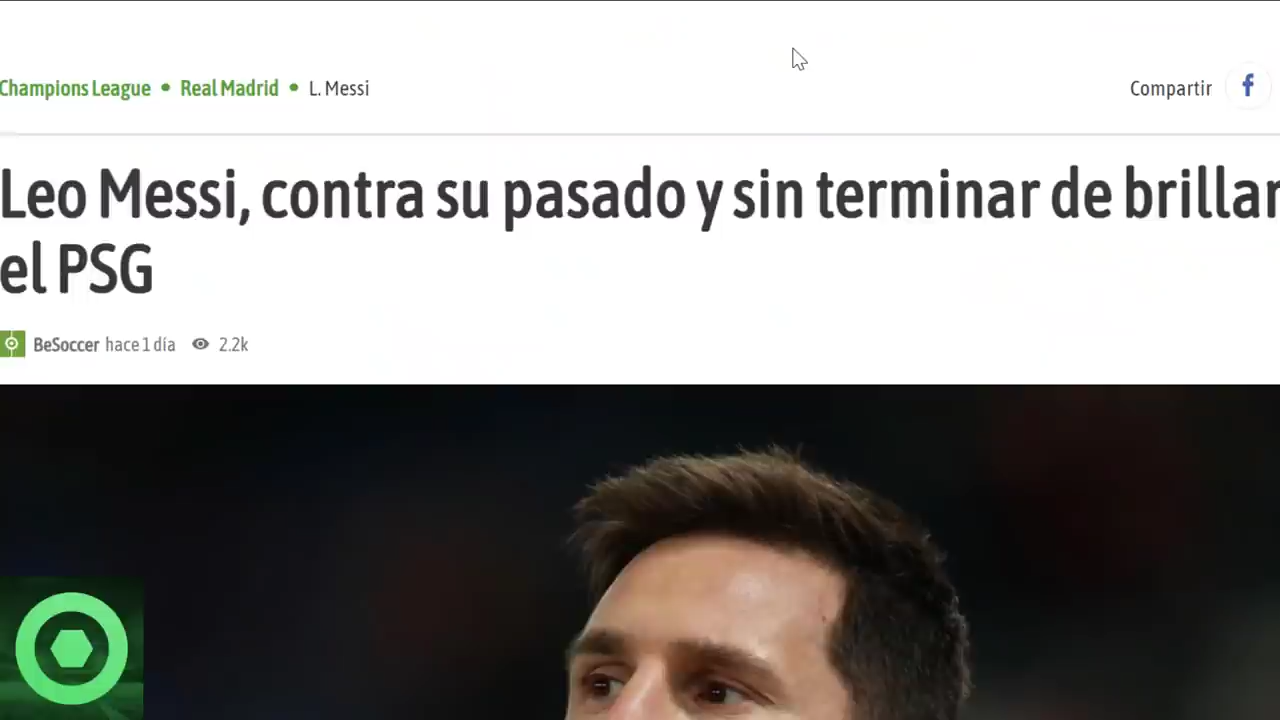 Champions League • Real Madrid • L. Messi
Compartir
Leo Messi, contra su pasado y sin terminar de brillar
el PSG
BeSoccer hace 1 día 2.2k